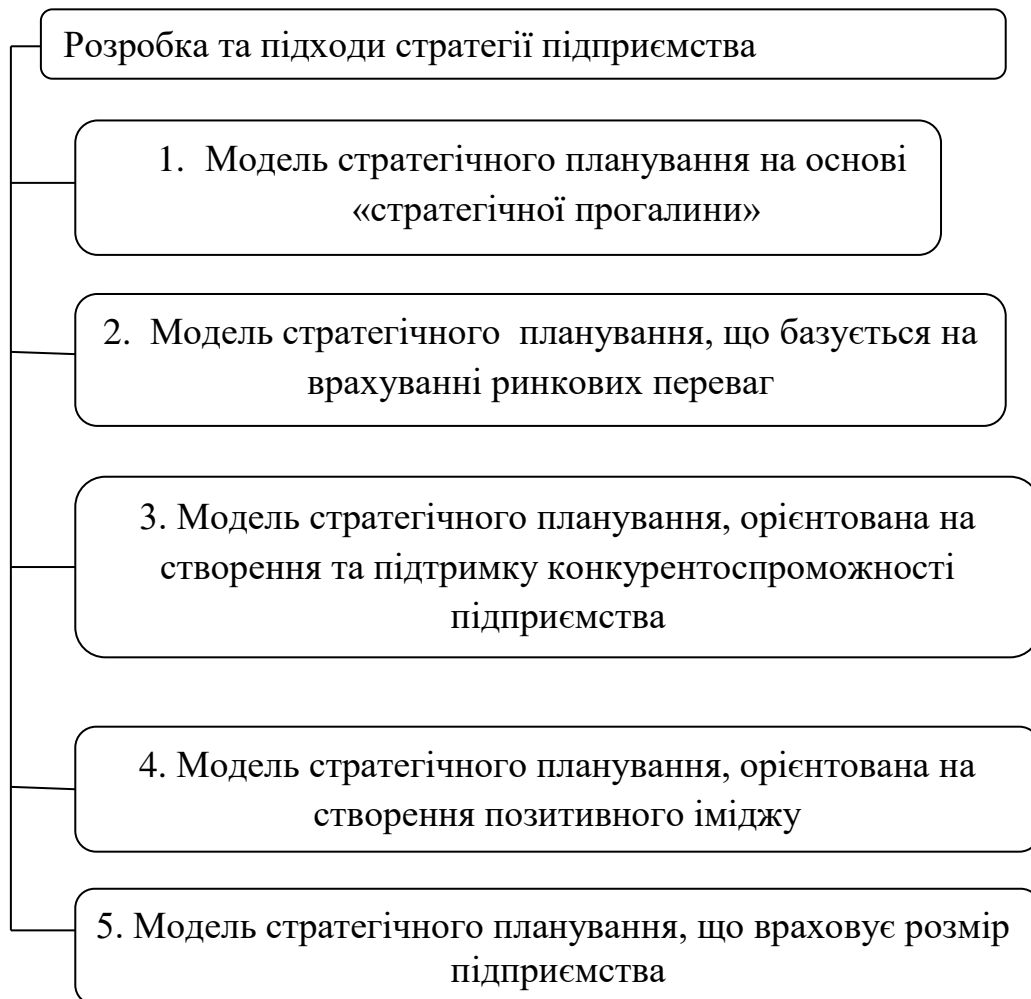 Розробка та підходи стратегії підприємства
1. Модель стратегічного планування на основі
«стратегічної прогалини»
2. Модель стратегічного планування, що базується на
врахуванні ринкових переваг
3. Модель стратегічного планування, орієнтована на
створення та підтримку конкурентоспроможності
підприємства
4. Модель стратегічного планування, орієнтована на
створення позитивного іміджу
5. Модель стратегічного планування, що враховує розмір
підприємства